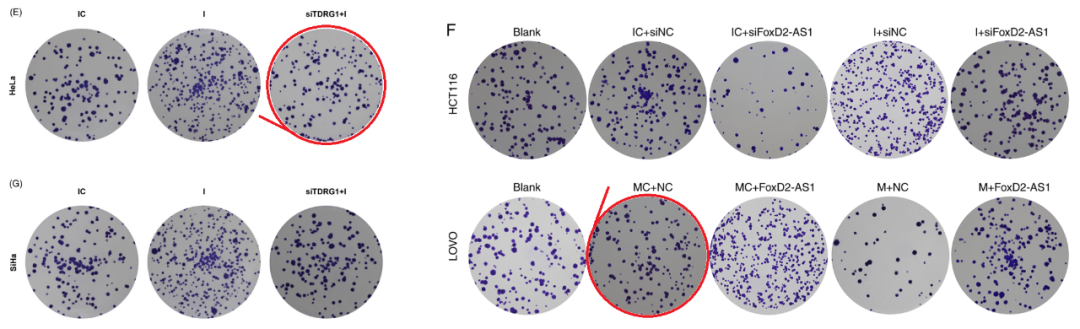 (E)
IC I siTDRG1+I
HeLa
(G)
IC I siTDRG1+I
SiHa
F
Blank IC+siNC IC+siFoxD2-AS1 I+siNC I+siFoxD2-AS1
HCT116
Blank MC+NC MC+FoxD2-AS1 M+NC M+FoxD2-AS1
LOVO